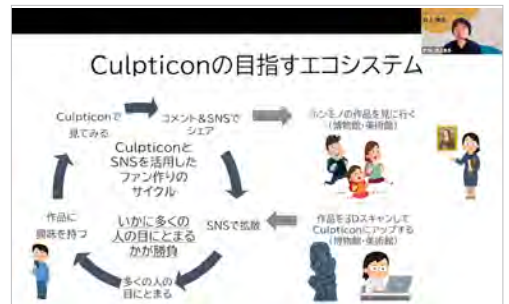 Culpticonの目指すエコシステム
Culpticonで
見てみる
コメント&SNSで
シェア
ホンモノの作品を見に行く
(博物館・美術館)
Culpticonと
SNSを活用した
ファン作りの
サイクル
作品に
興味を持つ
いかに多くの
人の目にとまる
かが勝負
SNSで拡散
作品を3Dスキャンして
Culpticonにアップする
(博物館・美術館)
多くの人の
目にとまる